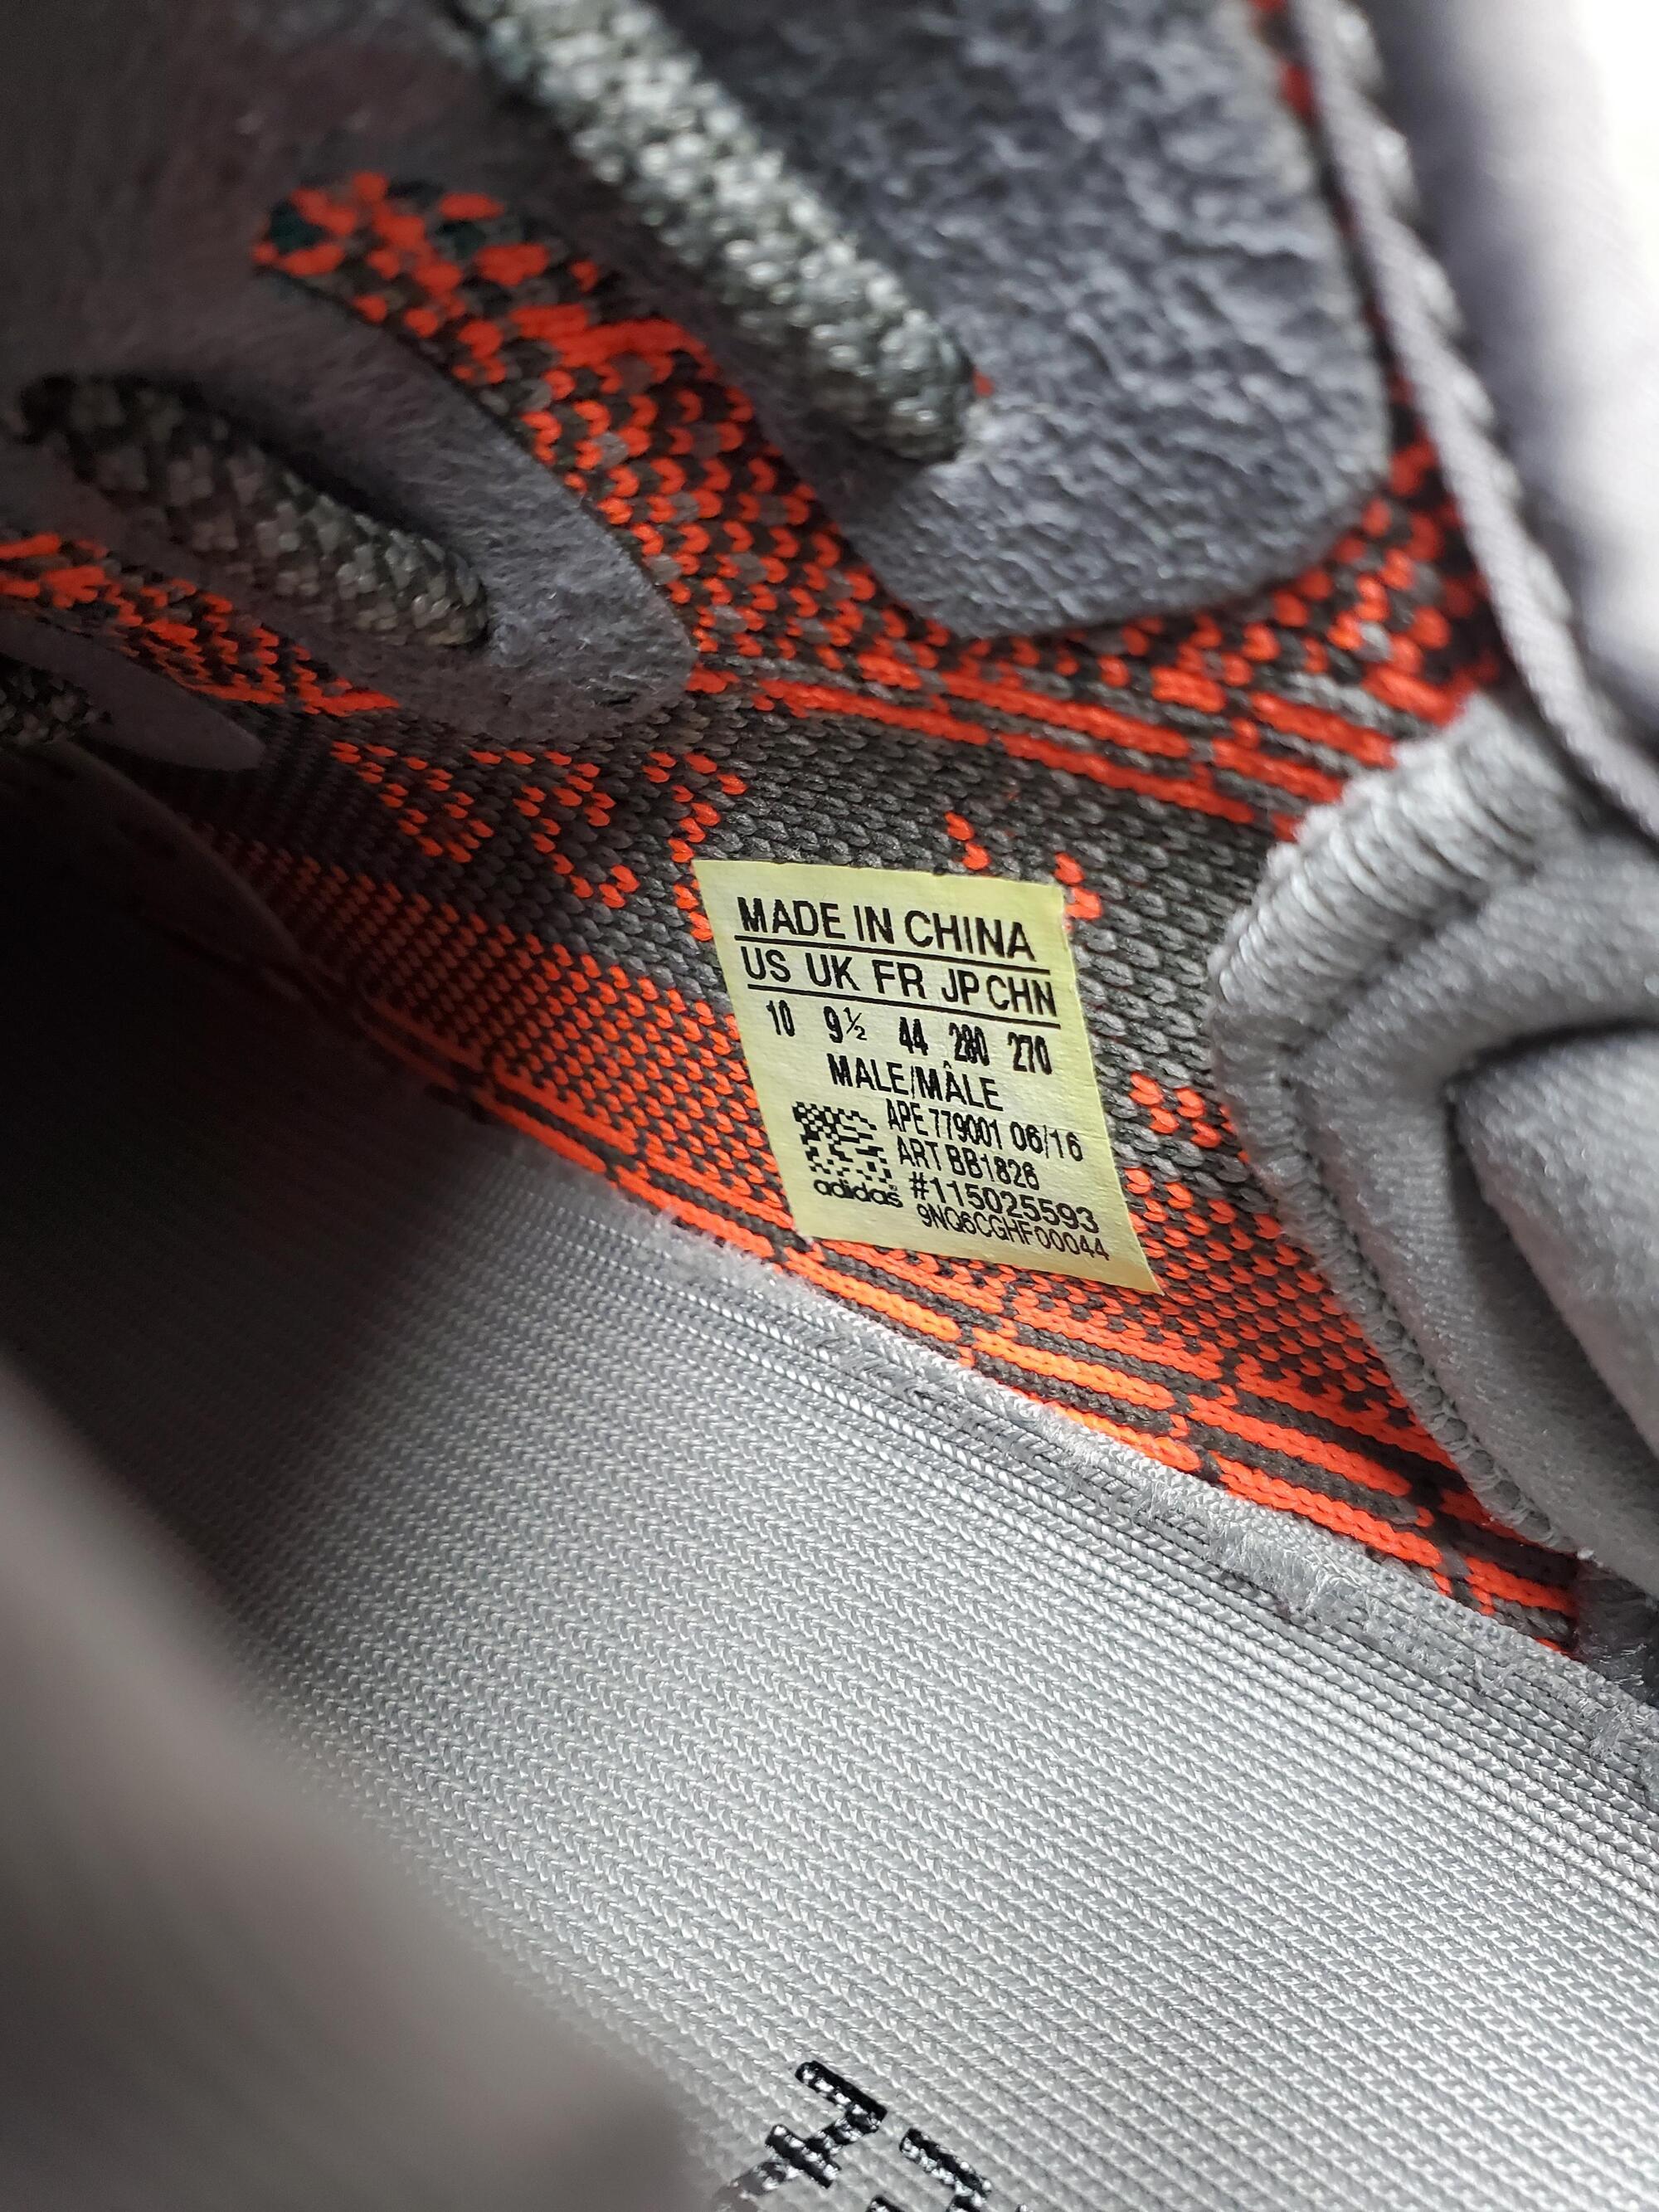 MADE IN CHINA
US UK FR JP CHN
10 9½ 44 280 270
MALE/MÂLE
APE 779001 06/16
ART BB1826
#115025593
adidas
9NQ6CGHF00044